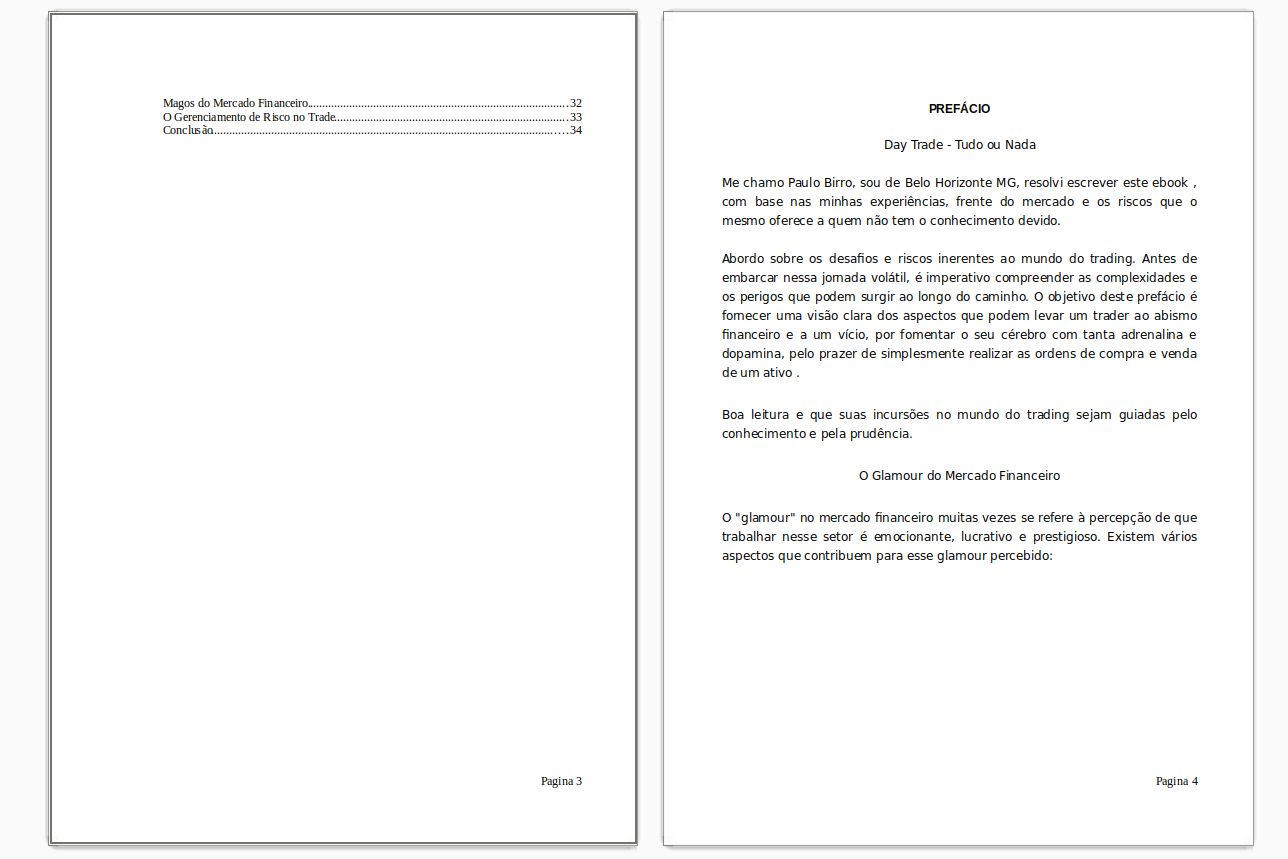 Magos do Mercado Financeiro.......................................................................................32
O Gerenciamento de Risco no Trade..............................................................................33
Conclusão.......................................................................................................................34
Pagina 3
PREFÁCIO
Day Trade - Tudo ou Nada
Me chamo Paulo Birro, sou de Belo Horizonte MG, resolvi escrever este ebook ,
com base nas minhas experiências, frente do mercado e os riscos que o
mesmo oferece a quem não tem o conhecimento devido.
Abordo sobre os desafios e riscos inerentes ao mundo do trading. Antes de
embarcar nessa jornada volátil, é imperativo compreender as complexidades e
os perigos que podem surgir ao longo do caminho. O objetivo deste prefácio é
fornecer uma visão clara dos aspectos que podem levar um trader ao abismo
financeiro e a um vício, por fomentar o seu cérebro com tanta adrenalina e
dopamina, pelo prazer de simplesmente realizar as ordens de compra e venda
de um ativo .
Boa leitura e que suas incursões no mundo do trading sejam guiadas pelo
conhecimento e pela prudência.
O Glamour do Mercado Financeiro
O "glamour" no mercado financeiro muitas vezes se refere à percepção de que
trabalhar nesse setor é emocionante, lucrativo e prestigioso. Existem vários
aspectos que contribuem para esse glamour percebido:
Pagina 4